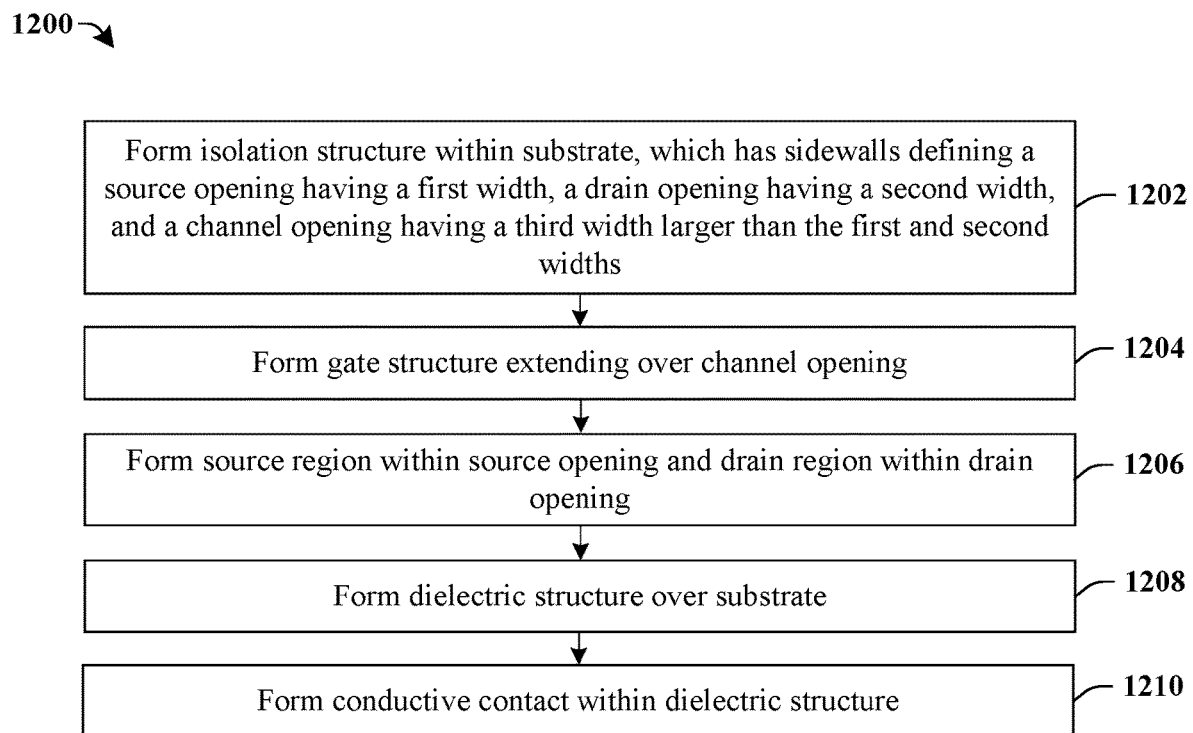 1200
Form isolation structure within substrate, which has sidewalls defining a
source opening having a first width, a drain opening having a second width,
and a channel opening having a third width larger than the first and second
widths
1202
Form gate structure extending over channel opening
1204
Form source region within source opening and drain region within drain
opening
1206
Form dielectric structure over substrate
1208
Form conductive contact within dielectric structure
1210